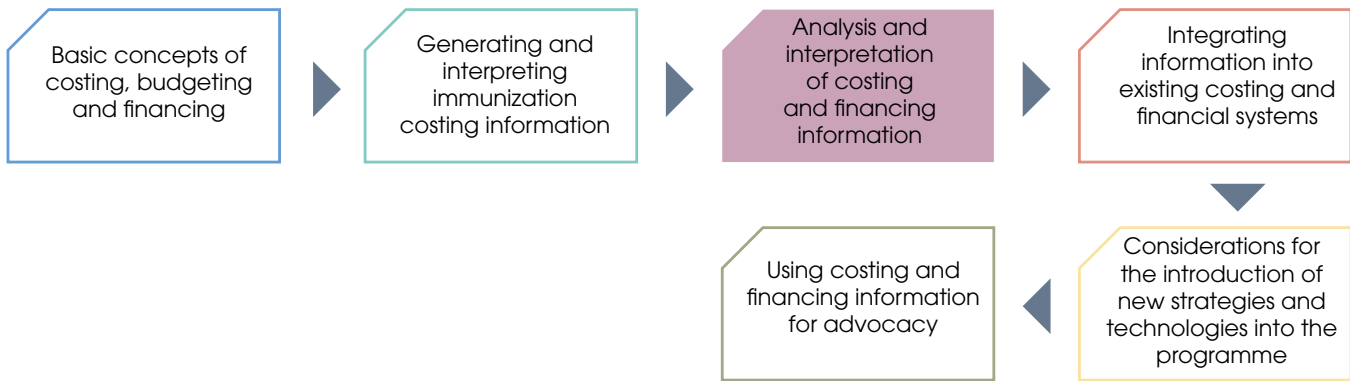 Basic concepts of
costing, budgeting
and financing
Generating and
interpreting
immunization
costing information
Analysis and
interpretation
of costing
and financing
information
Integrating
information into
existing costing and
financial systems
Considerations for
the introduction of
new strategies and
technologies into the
programme
Using costing and
financing information
for advocacy